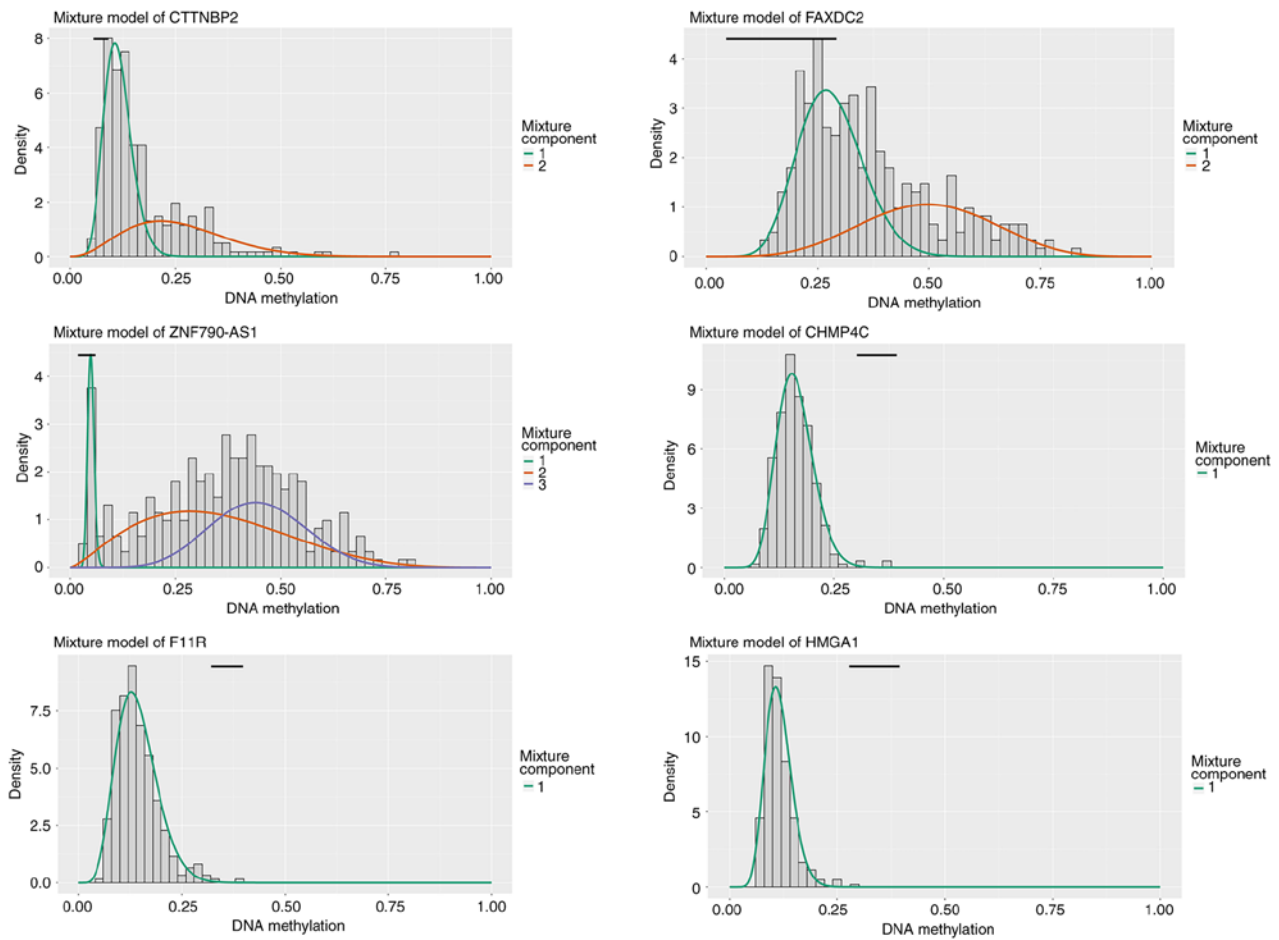 Mixture model of CTTNBP2
8
6
4
2
0
Density
0.00 0.25 0.50 0.75 1.00
DNA methylation
Mixture
component
1
2
Mixture model of FAXDC2
4
3
2
1
0
Density
0.00 0.25 0.50 0.75 1.00
DNA methylation
Mixture
component
1
2
Mixture model of ZNF790-AS1
4
3
2
1
0
Density
0.00 0.25 0.50 0.75 1.00
DNA methylation
Mixture
component
1
2
3
Mixture model of CHMP4C
9
6
3
0
Density
0.00 0.25 0.50 0.75 1.00
DNA methylation
Mixture
component
1
Mixture model of F11R
7.5
5.0
2.5
0.0
Density
0.00 0.25 0.50 0.75 1.00
DNA methylation
Mixture
component
1
Mixture model of HMGA1
15
10
5
0
Density
0.00 0.25 0.50 0.75 1.00
DNA methylation
Mixture
component
1